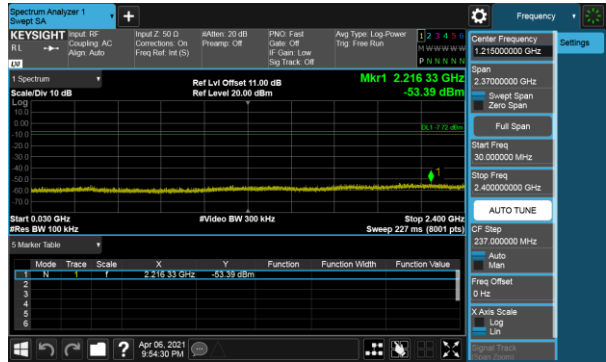 Spectrum Analyzer 1
Swept SA
Frequency
KEYSIGHT
RL
Input: RF
Coupling: AC
Align: Auto
Input Z: 50 Ω
Corrections: On
Freq Ref: Int (S)
#Atten: 20 dB
Preamp: Off
PNO: Fast
Gate: Off
IF Gain: Low
Sig Track: Off
Avg Type: Log-Power
Trig: Free Run
1 2 3 4 5 6
M W W W W W
P N N N N N
LM
Center Frequency
1.215000000 GHz
Settings
1 Spectrum
Scale/Div 10 dB
Log
Ref Lvl Offset 11.00 dB
Ref Level 20.00 dBm
Mkr1 2.216 33 GHz
-53.39 dBm
10.0
0.00
-10.0
-20.0
-30.0
-40.0
-50.0
-60.0
-70.0
DL1 -7.72 dBm
1
Start 0.030 GHz
#Res BW 100 kHz
#Video BW 300 kHz
Stop 2.400 GHz
Sweep 227 ms (8001 pts)
Span
2.37000000 GHz
Swept Span
Zero Span
Full Span
Start Freq
30.000000 MHz
Stop Freq
2.400000000 GHz
AUTO TUNE
CF Step
237.000000 MHz
Auto
Man
Freq Offset
0 Hz
X Axis Scale
Log
Lin
Signal Track
(Span Zoom)
5 Marker Table
Mode Trace Scale X Y Function Function Width Function Value
1 N 1 f 2.216 33 GHz -53.39 dBm
2
3
4
5
6
?
Apr 06, 2021
9:54:30 PM